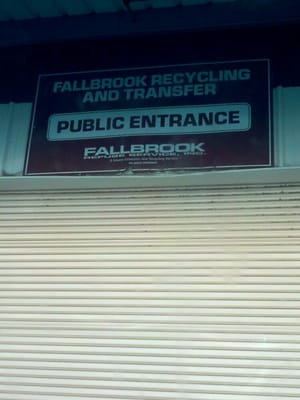 FALLBROOK RECYCLING
AND TRANSFER
PUBLIC ENTRANCE
FALLBROOK
REFUSE SERVICE, INC.